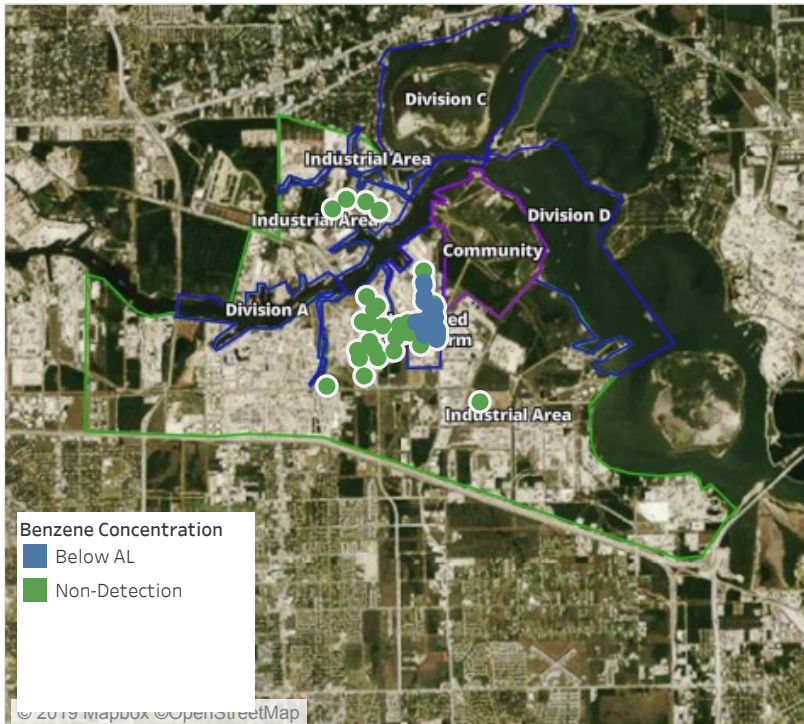 Division C
Industrial Area
Division D
Industrial Area
Community
Division A
Industrial Area
Benzene Concentration
Below AL
Non-Detection
© 2019 Mapbox ©OpenStreetMap